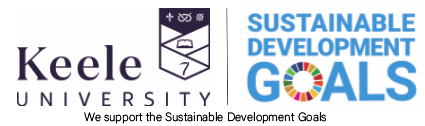 Keele
UNIVERSITY
SUSTAINABLE
DEVELOPMENT
GOALS
We support the Sustainable Development Goals